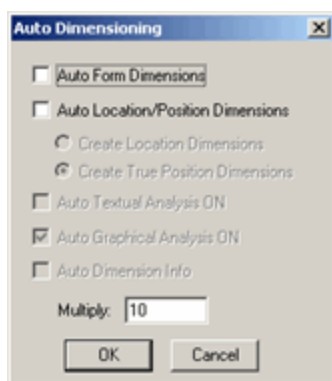 Auto Dimensioning
Auto Form Dimensions
Auto Location/Position Dimensions
Create Location Dimensions
Create True Position Dimensions
Auto Textual Analysis ON
Auto Graphical Analysis ON
Auto Dimension Info
Multiply: 10
OK Cancel